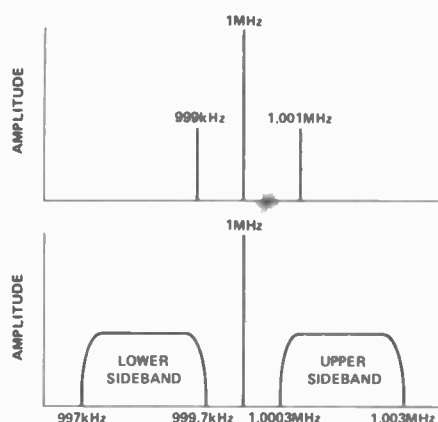 1MHz
AMPLITUDE
999kHz
1,001MHz
1MHz
AMPLITUDE
LOWER
SIDEBAND
UPPER
SIDEBAND
997kHz
999.7kHz
1.0003MHz
1.003MHz